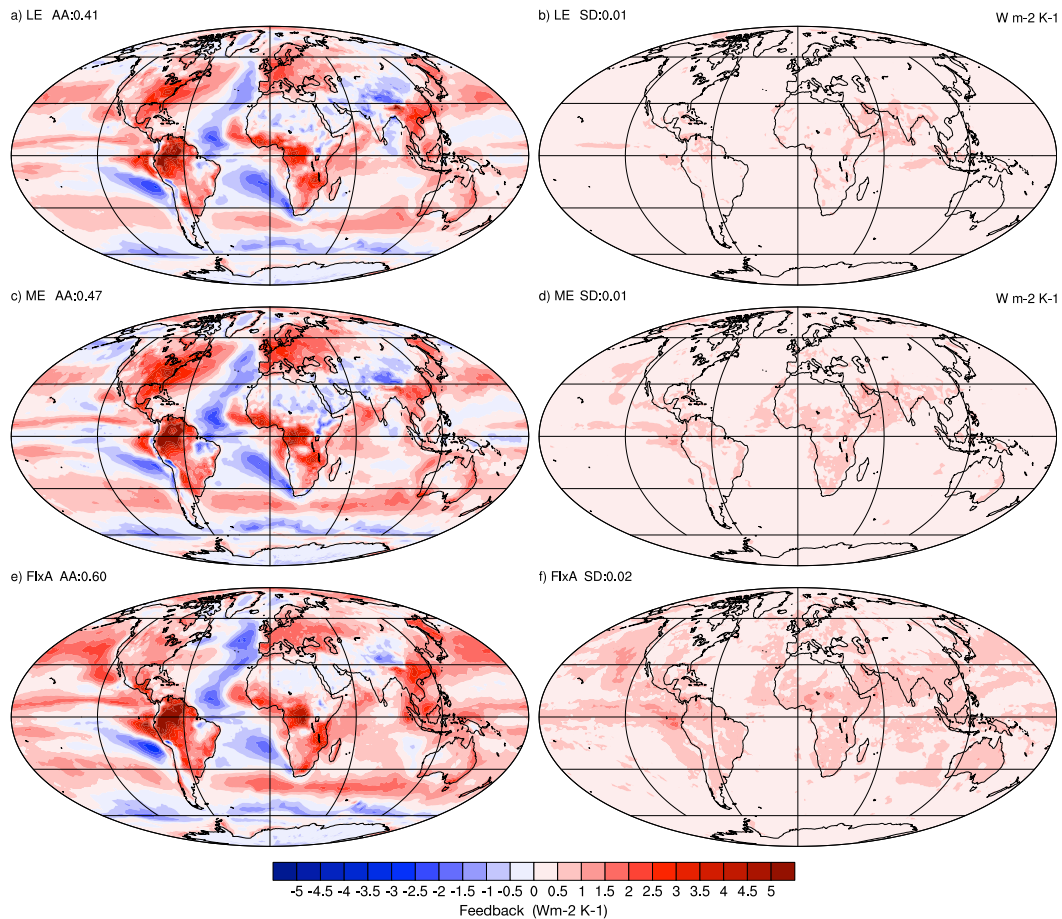 a) LE AA:0.41
b) LE SD:0.01
W m-2 K-1
c) ME AA:0.47
d) ME SD:0.01
W m-2 K-1
e) FlxA AA:0.60
f) FlxA SD:0.02
-5 -4.5 -4 -3.5 -3 -2.5 -2 -1.5 -1 -0.5 0 0.5 1 1.5 2 2.5 3 3.5 4 4.5 5
Feedback (Wm-2 K-1)